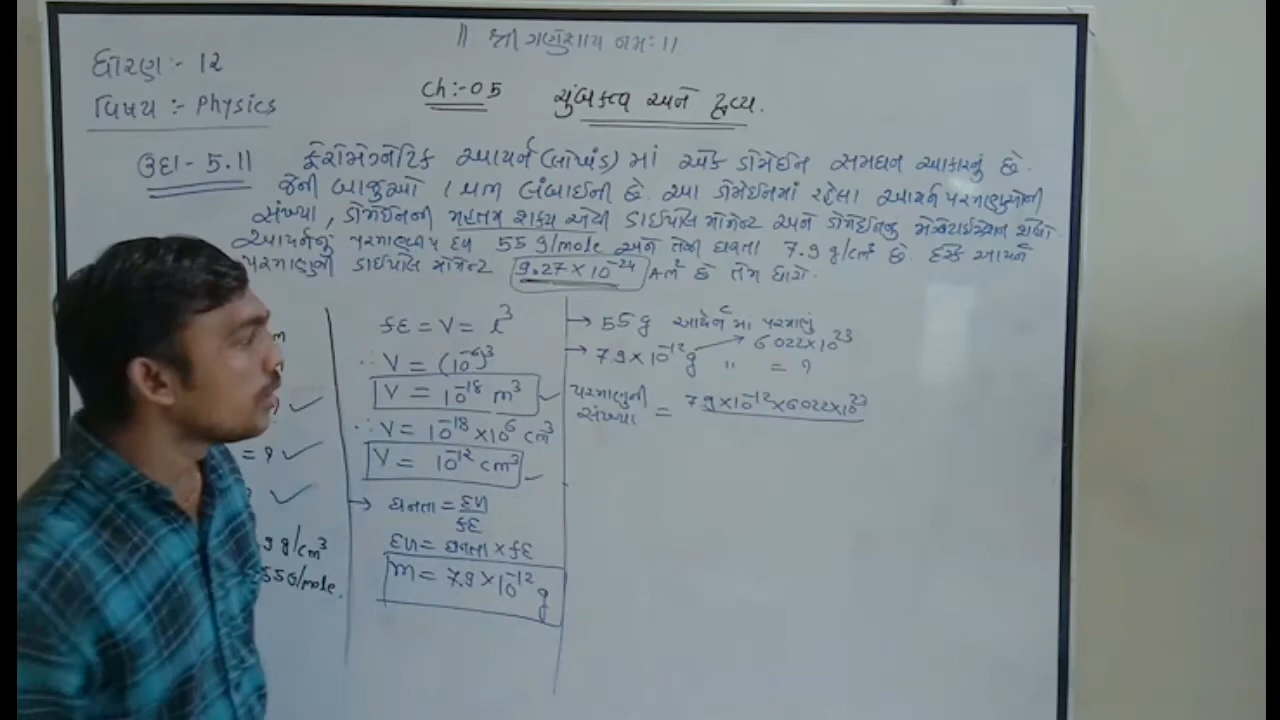 || શ્રી ગણેશાય નમઃ ||
ધોરણ :- 12
વિષય :- Physics
Ch:- 05 ચુંબકત્વ અને દ્રવ્ય.
ઉદા - 5.11 ફેરોમેગ્નેટિક આયર્ન (લોખંડ) માં એક ડોમેઈન સમઘન આકારનું છે.
જેની બાજુઓ 1 μm લંબાઈની છે. આ ડોમેઈનમાં રહેલા આયર્ન પરમાણુઓની
સંખ્યા, ડોમેઈનની મહત્તમ શક્ય એવી ડાઈપોલ મોમેન્ટ અને ડોમેઈનનું મેગ્નેટાઈઝેશન શોધો.
આયર્નનું પરમાણ્વીય દળ 55 g/mole અને તેની ઘનતા 7.9 g/cm³ છે. દરેક આયર્ન
પરમાણુની ડાઈપોલ મોમેન્ટ 9.27 × 10⁻²⁴ Am² છે તેમ ધારો.
m
= ?
9 g/cm³
55 G/mole.
કદ = V = l³
∴ V = (10⁻⁶)³
V = 10⁻¹⁸ m³
∴ V = 10⁻¹⁸ × 10⁶ cm³
V = 10⁻¹² cm³
→ ઘનતા = દળ / કદ
દળ = ઘનતા × કદ
m = 7.9 × 10⁻¹² g
→ 55 g આર્યન માં પરમાણું
6.022 × 10²³
→ 7.9 × 10⁻¹² g " = ?
પરમાણુની સંખ્યા = 7.9 × 10⁻¹² × 6.022 × 10²³